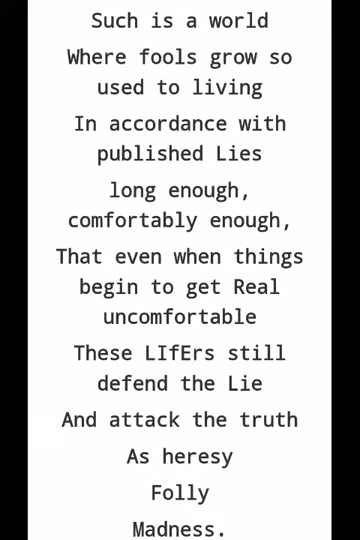 Such is a world
Where fools grow so
used to living
In accordance with
published Lies
long enough,
comfortably enough,
That even when things
begin to get Real
uncomfortable
These LIfErs still
defend the Lie
And attack the truth
As heresy
Folly
Madness.